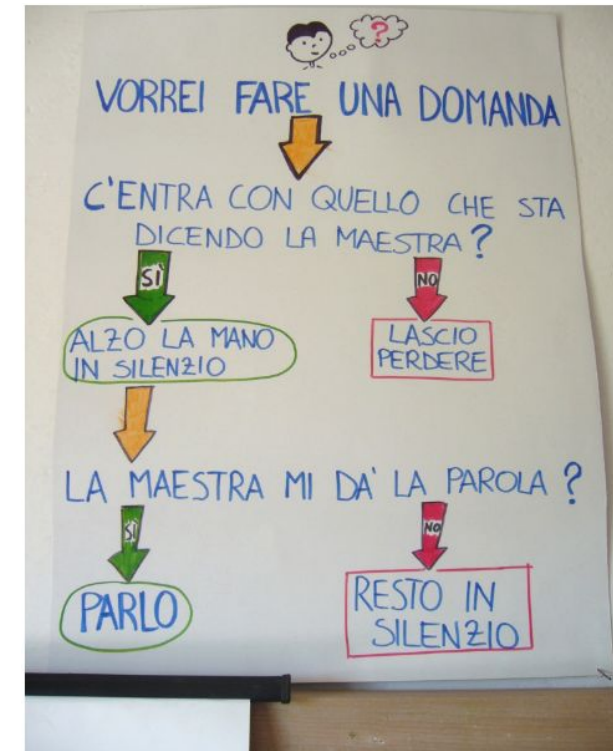 ?
VORREI FARE UNA DOMANDA
C'ENTRA CON QUELLO CHE STA
DICENDO LA MAESTRA?
SÌ
NO
ALZO LA MANO
IN SILENZIO
LASCIO
PERDERE
LA MAESTRA MI DA' LA PAROLA?
SÌ
NO
PARLO
RESTO IN
SILENZIO